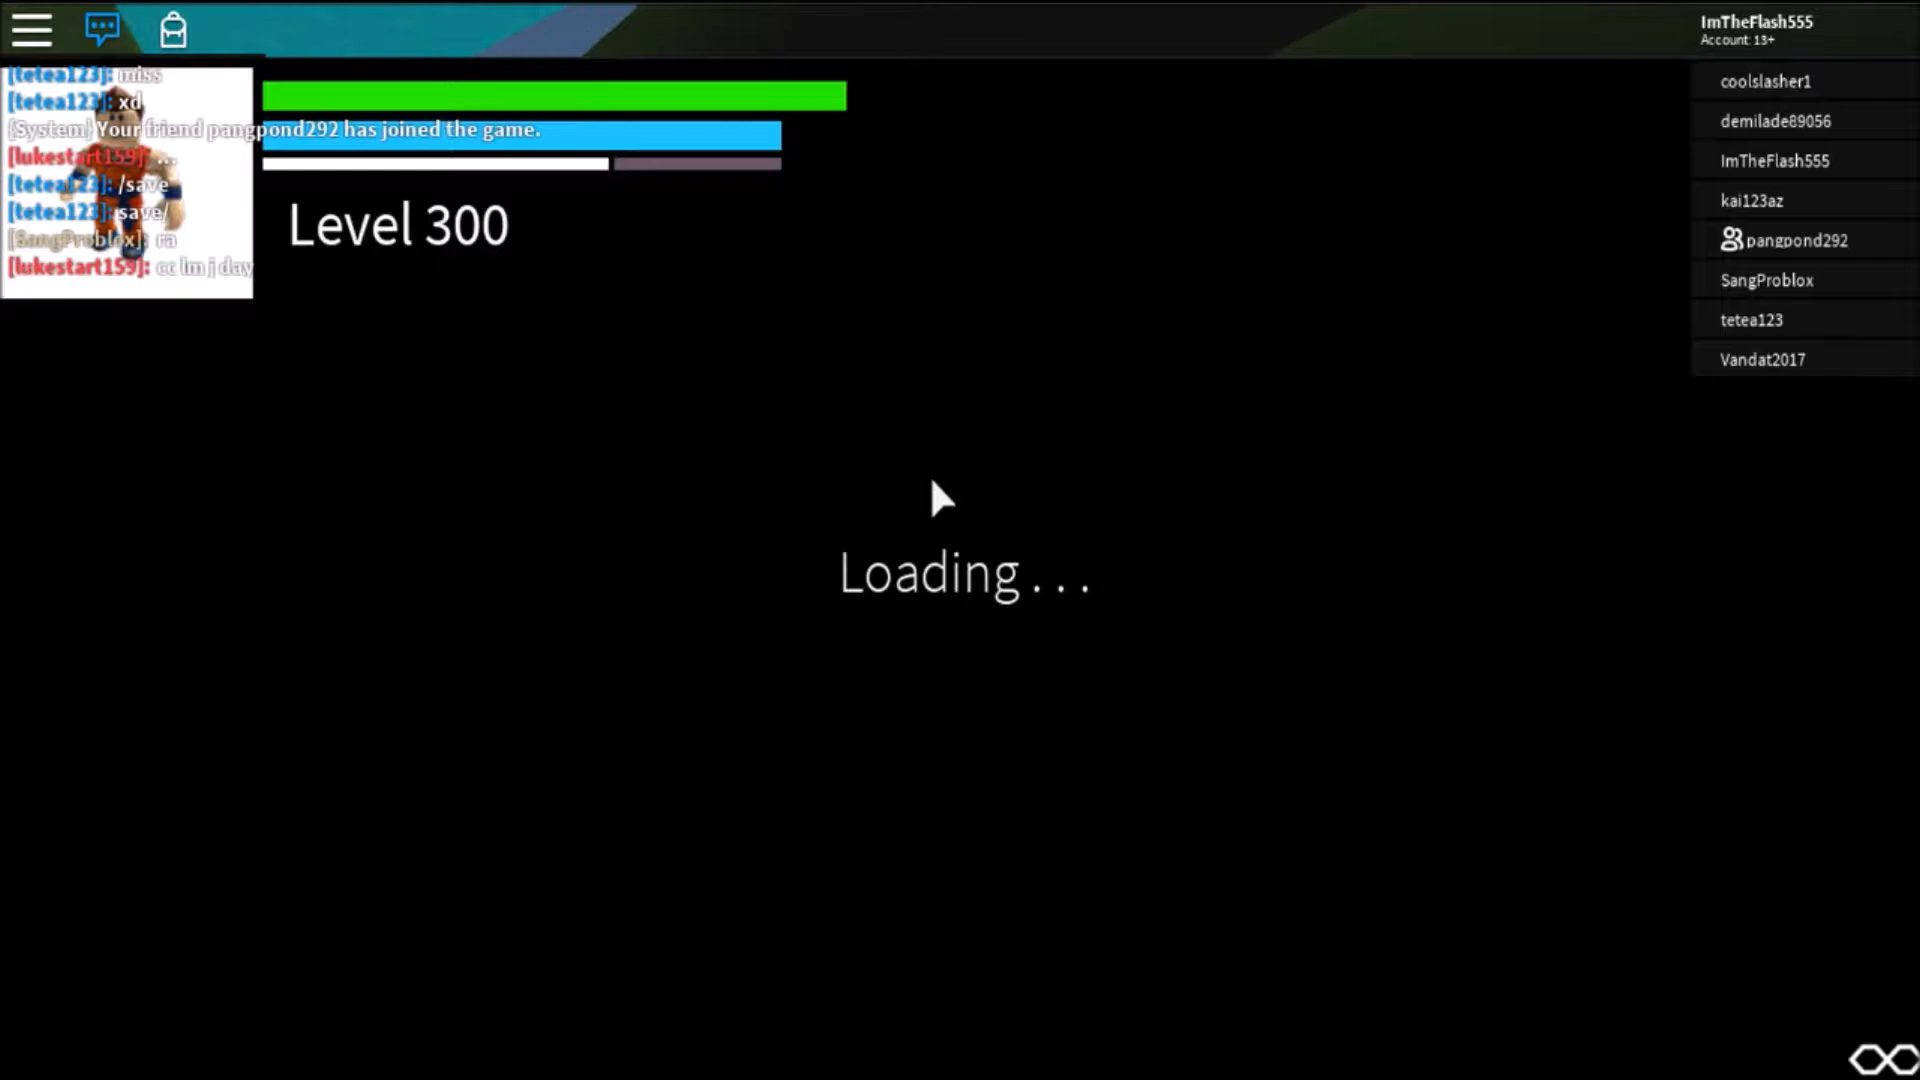 ImTheFlash555
Account: 13+
[tetea123]: miss
[tetea123]: xd
{System} Your friend pangpond292 has joined the game.
[lukestart159]: ...
[tetea123]: /save
[tetea123]: save/
[SangProblox]: ra
[lukestart159]: cc lm j day
Level 300
coolslasher1
demilade89056
ImTheFlash555
kai123az
pangpond292
SangProblox
tetea123
Vandat2017
Loading . . .